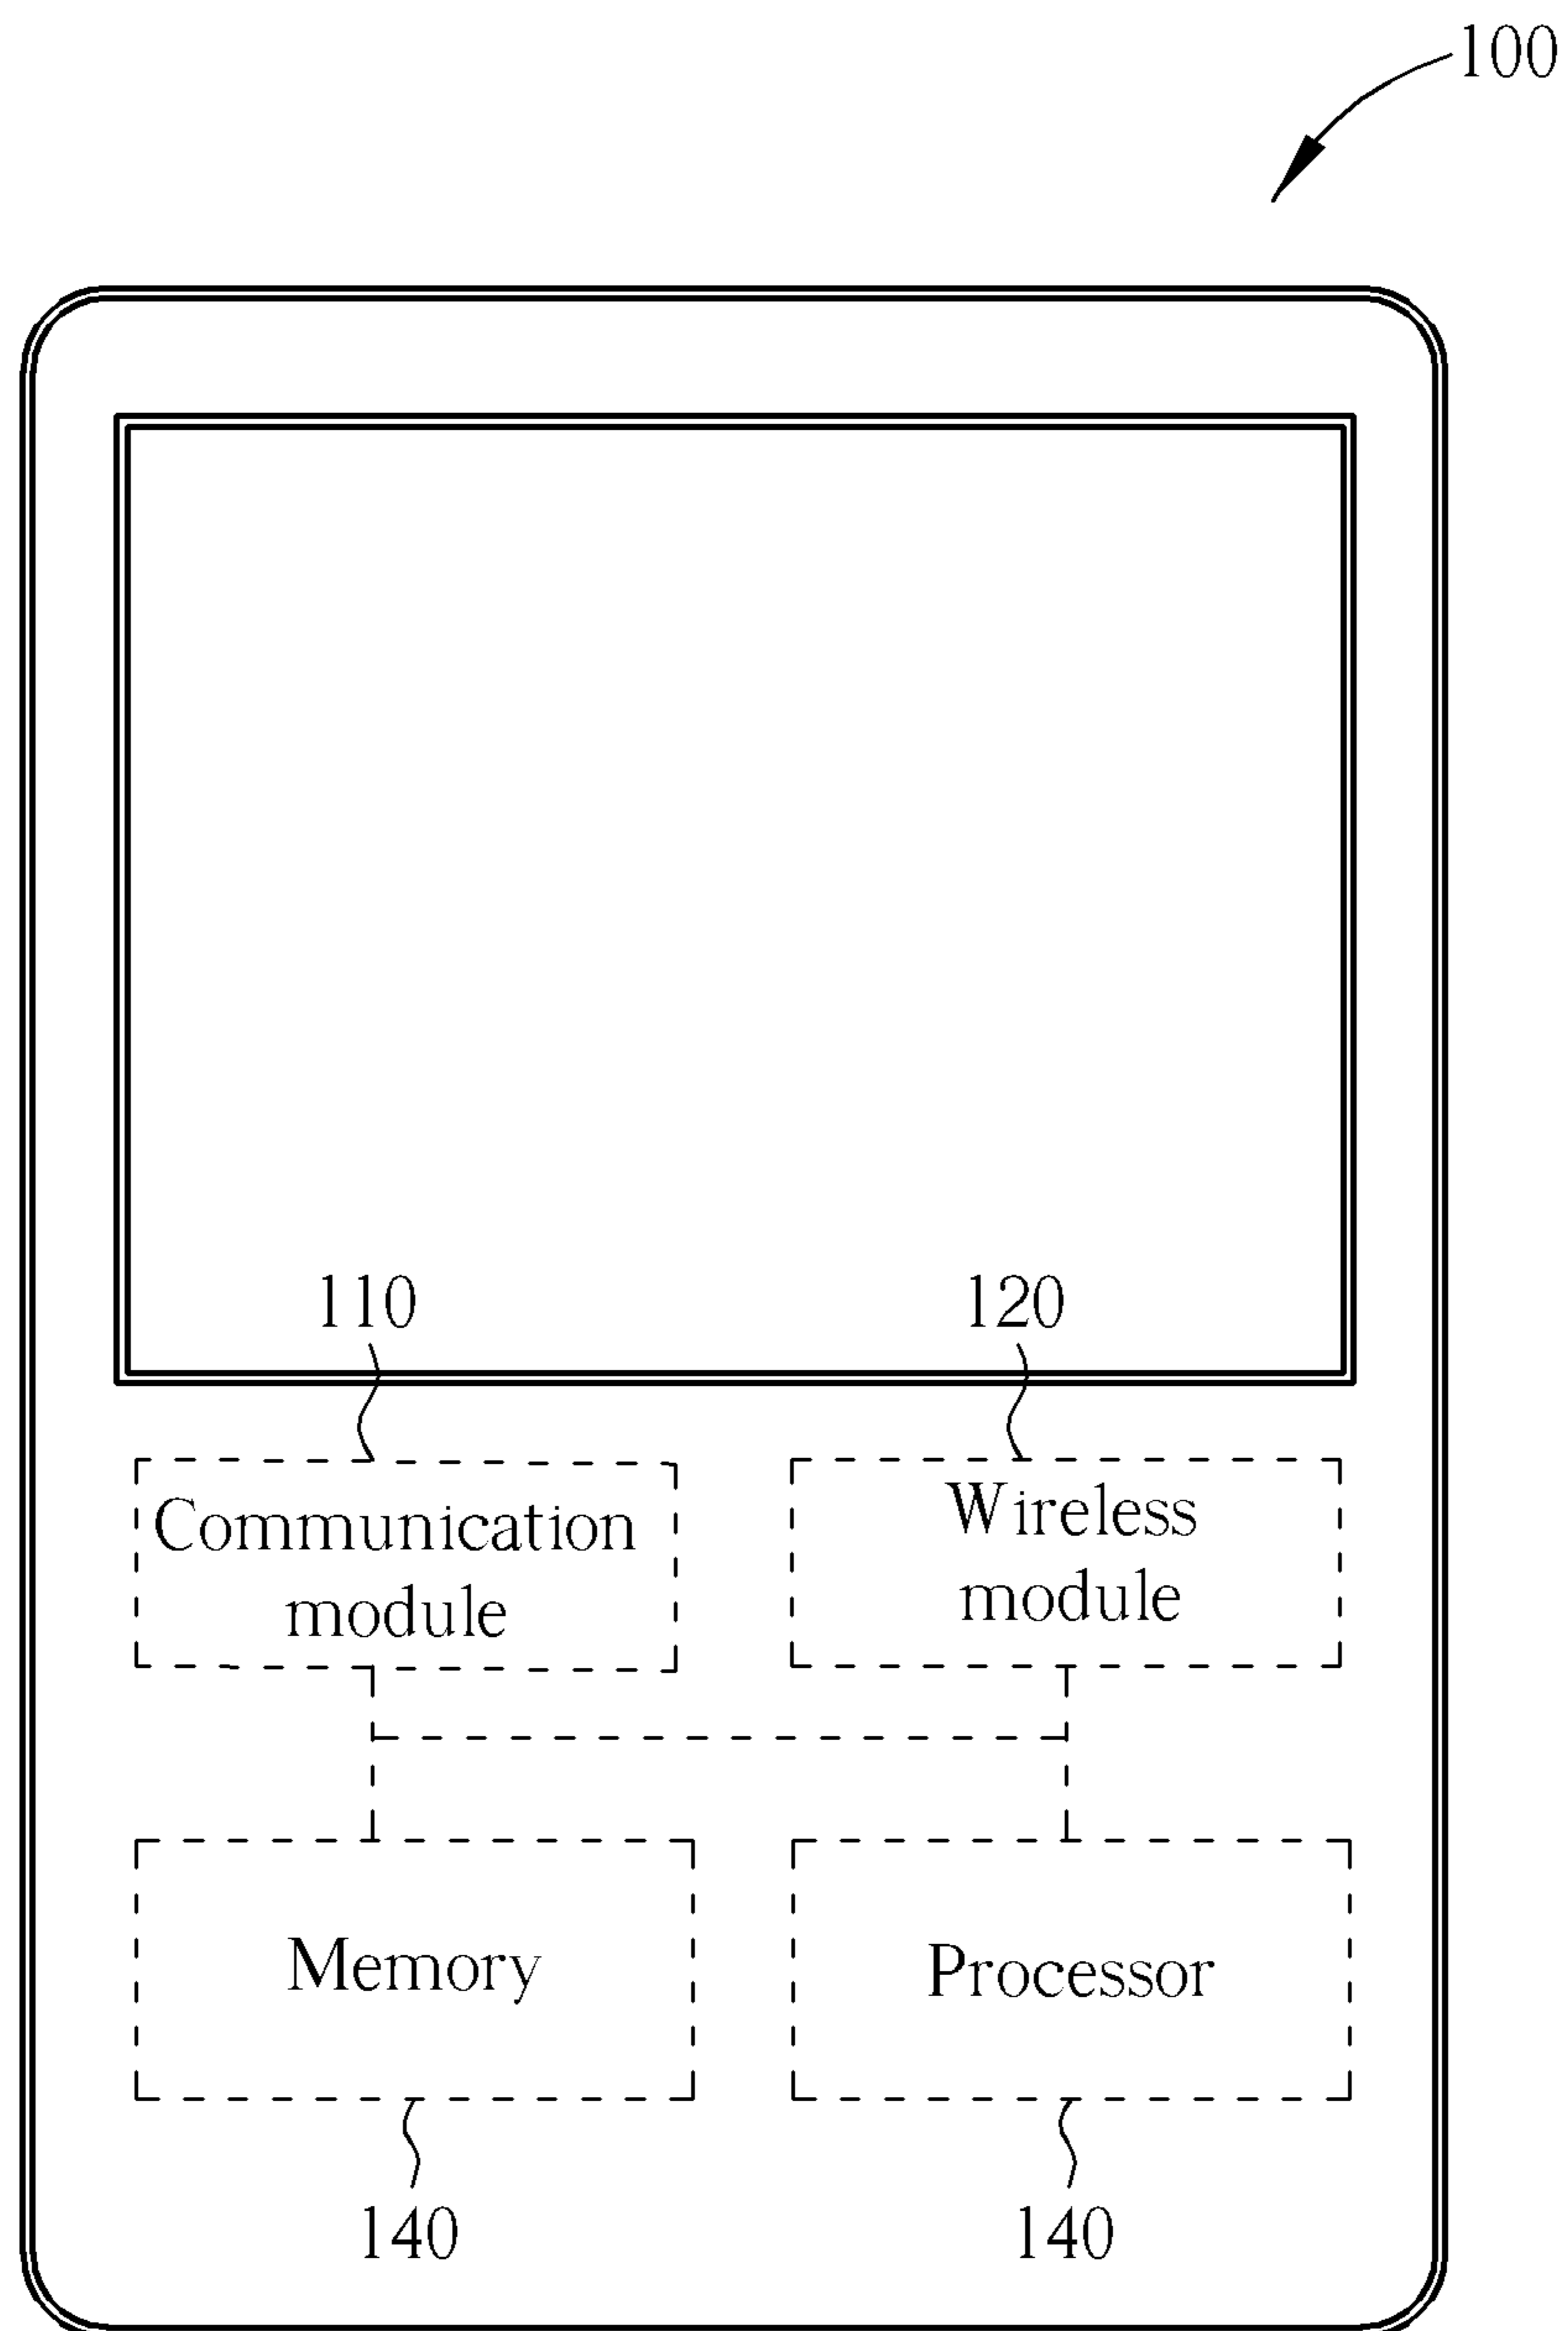 100
110
120
Communication
module
Wireless
module
Memory
Processor
140
140